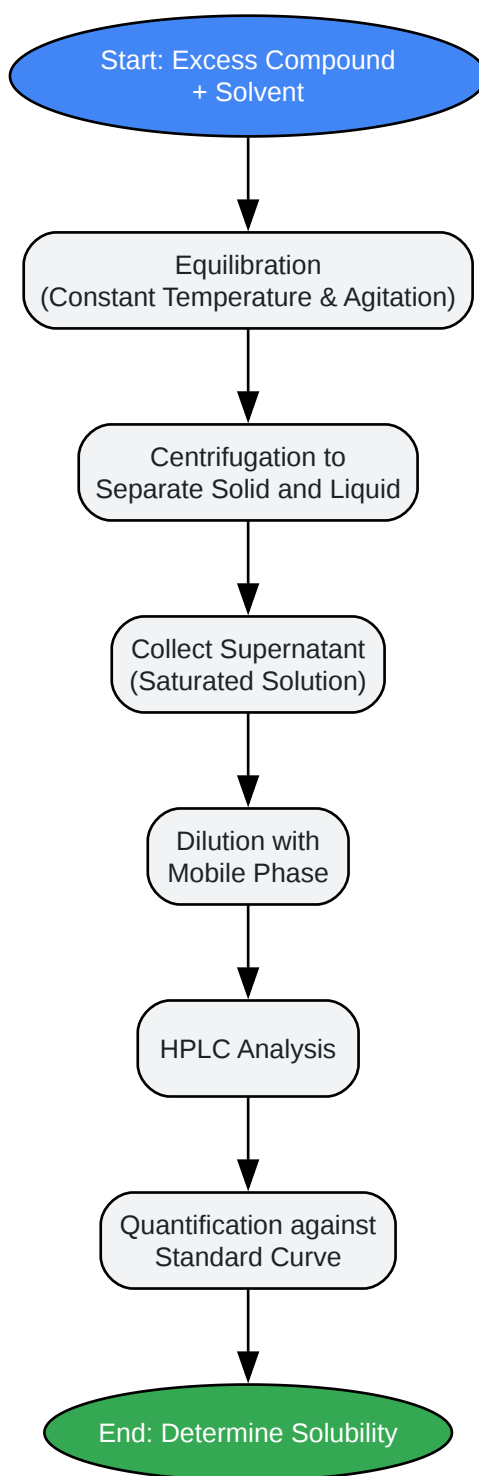 Start: Excess Compound
+ Solvent
Equilibration
(Constant Temperature & Agitation)
Centrifugation to
Separate Solid and Liquid
Collect Supernatant
(Saturated Solution)
Dilution with
Mobile Phase
HPLC Analysis
Quantification against
Standard Curve
End: Determine Solubility